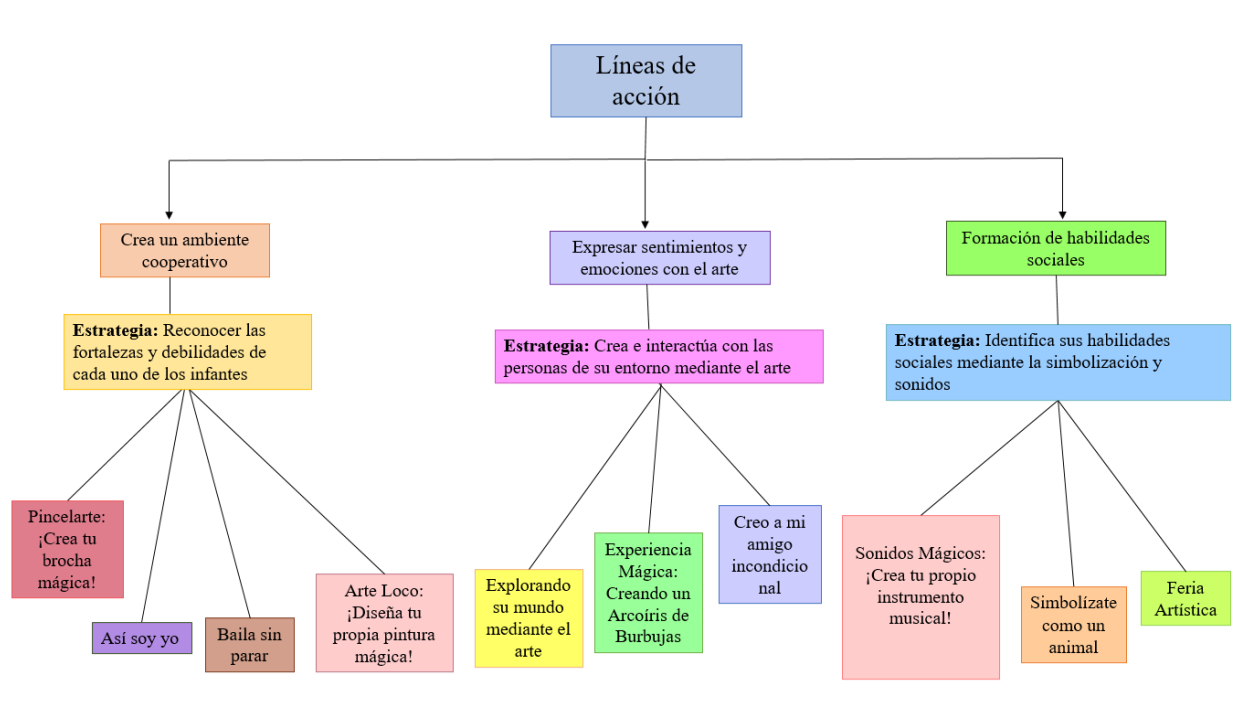 Líneas de
acción
Crea un ambiente
cooperativo
Expresar sentimientos y
emociones con el arte
Formación de habilidades
sociales
Estrategia: Reconocer las
fortalezas y debilidades de
cada uno de los infantes
Estrategia: Crea e interactúa con las
personas de su entorno mediante el arte
Estrategia: Identifica sus habilidades
sociales mediante la simbolización y
sonidos
Pincelarte:
¡Crea tu
brocha
mágica!
Así soy yo
Baila sin
parar
Arte Loco:
¡Diseña tu
propia pintura
mágica!
Explorando
su mundo
mediante el
arte
Experiencia
Mágica:
Creando un
Arcoíris de
Burbujas
Creo a mi
amigo
incondicio
nal
Sonidos Mágicos:
¡Crea tu propio
instrumento
musical!
Simbolízate
como un
animal
Feria
Artística